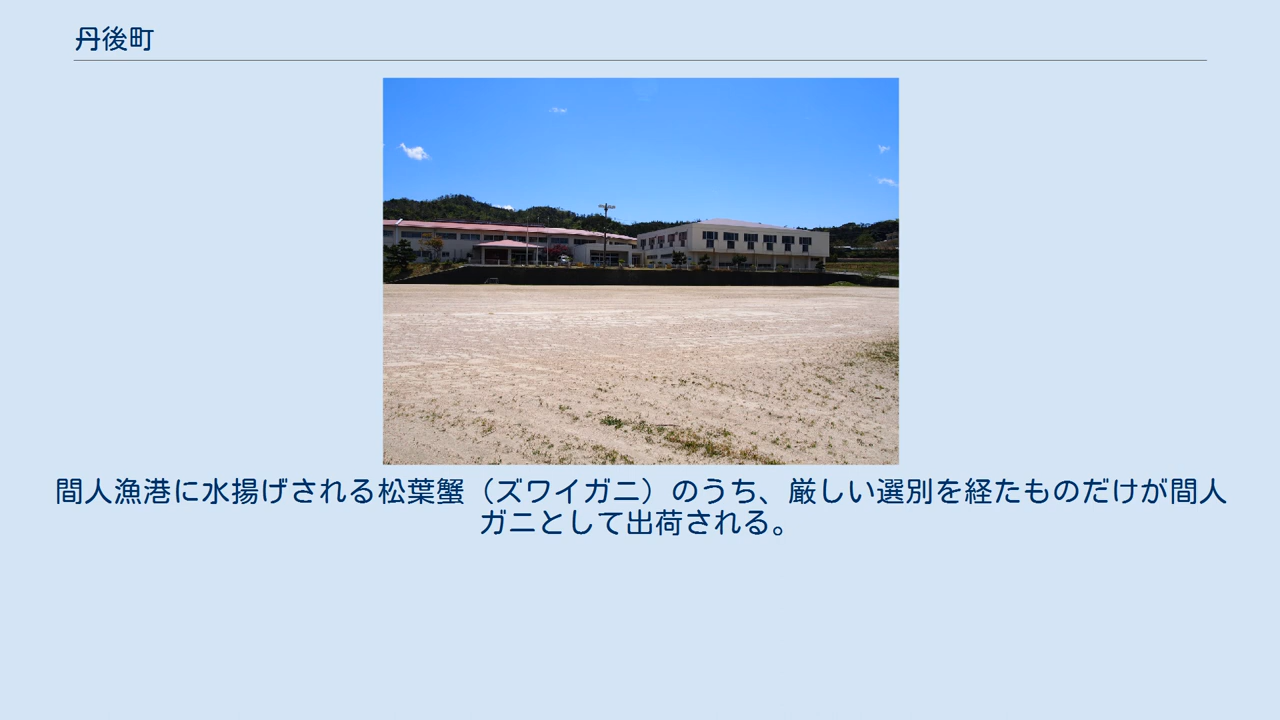 丹後町
間人漁港に水揚げされる松葉蟹（ズワイガニ）のうち、厳しい選別を経たものだけが間人
ガニとして出荷される。